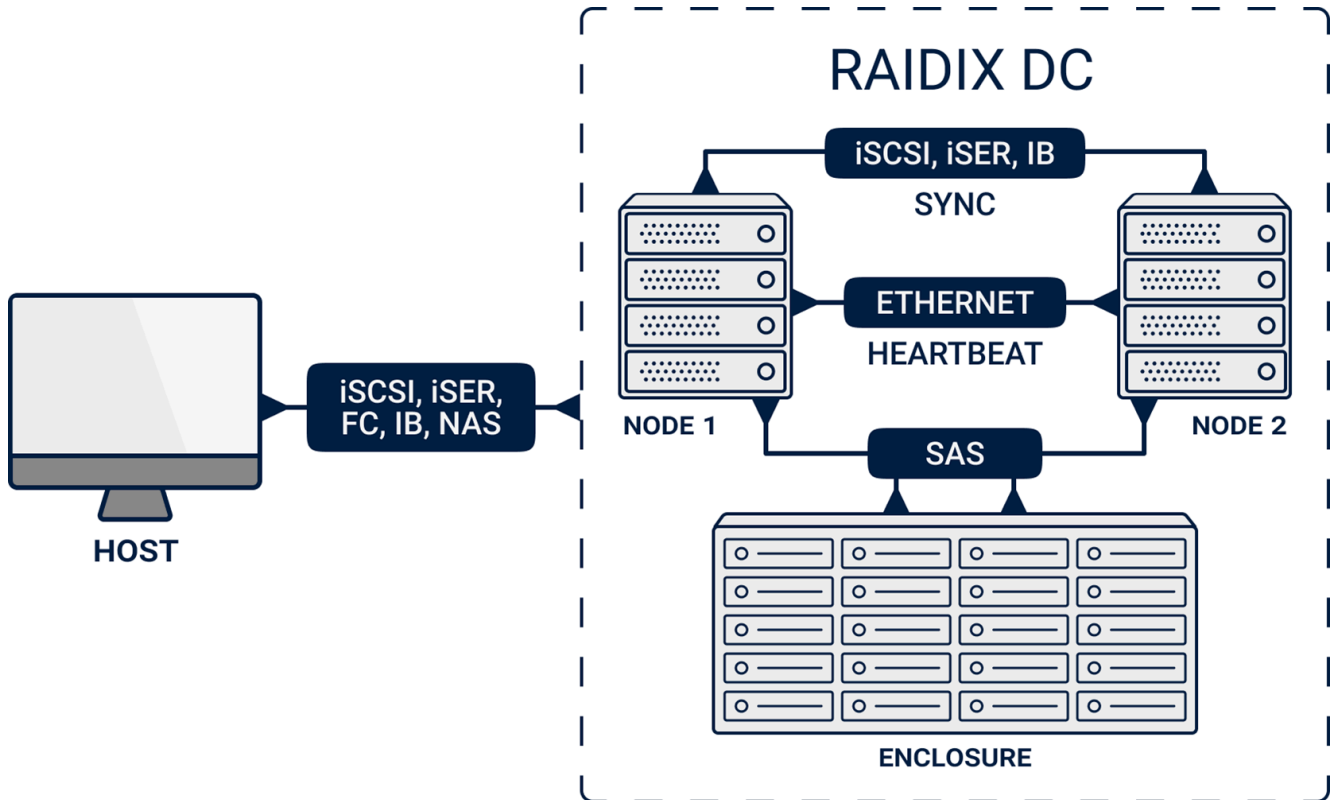 RAIDIX DC
iSCSI, iSER, IB
SYNC
ETHERNET
HEARTBEAT
iSCSI, iSER,
FC, IB, NAS
NODE 1
NODE 2
SAS
HOST
ENCLOSURE